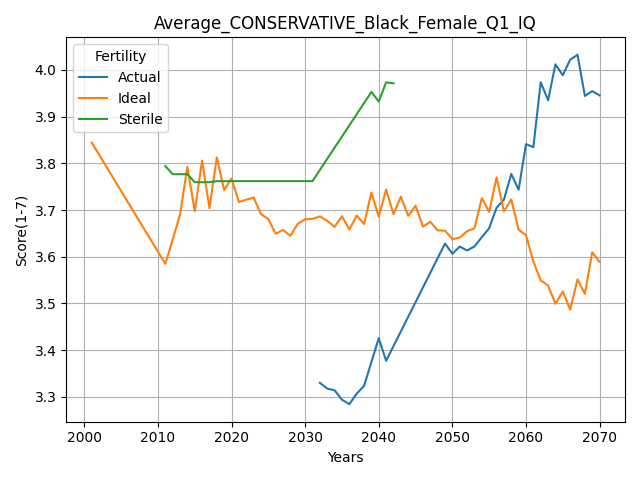 Average_CONSERVATIVE_Black_Female_Q1_IQ
Fertility
Actual
Ideal
Sterile
Score(1-7)
4.0
3.9
3.8
3.7
3.6
3.5
3.4
3.3
2000 2010 2020 2030 2040 2050 2060 2070
Years